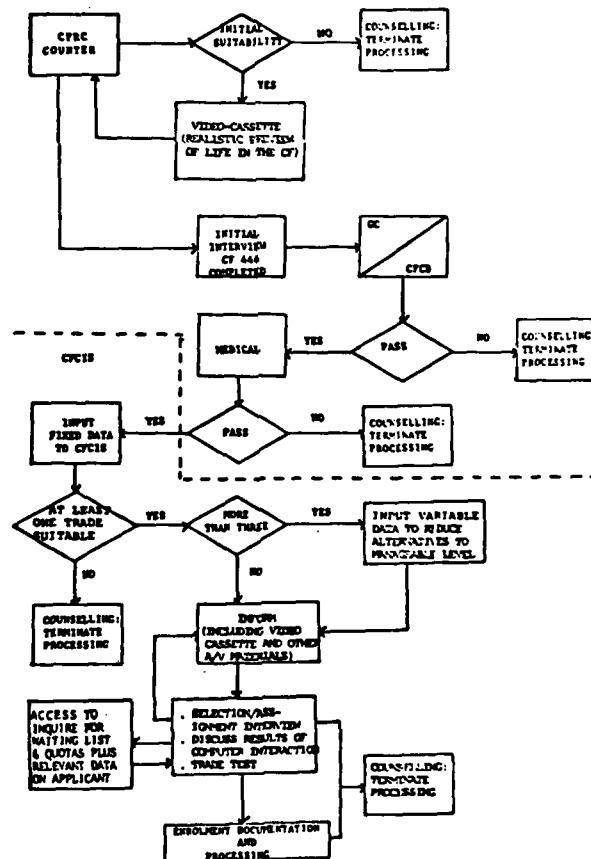 CFRC
COUNTER
INITIAL
SUITABILITY
NO
COUNSELLING:
TERMINATE
PROCESSING
YES
VIDEO-CASSETTE
(REALISTIC PREVIEW
OF LIFE IN THE CF)
INITIAL
INTERVIEW
CF 446
COMPLETED
GC
CFCB
YES
PASS
NO
COUNSELLING:
TERMINATE
PROCESSING
MEDICAL
CFCIS
INPUT
FIXED DATA
TO CFCIS
YES
PASS
NO
COUNSELLING:
TERMINATE
PROCESSING
AT LEAST
ONE TRADE
SUITABLE
YES
MORE
THAN THREE
YES
INPUT VARIABLE
DATA TO REDUCE
ALTERNATIVES TO
MANAGEABLE LEVEL
NO
NO
COUNSELLING:
TERMINATE
PROCESSING
INFORM
(INCLUDING VIDEO
CASSETTE AND OTHER
A/V MATERIALS)
ACCESS TO
INQUIRE FOR
WAITING LIST
& QUOTAS PLUS
RELEVANT DATA
ON APPLICANT
. SELECTION/ASS-
IGNMENT INTERVIEW
. DISCUSS RESULTS OF
COMPUTER INTERACTION
. TRADE TEST
COUNSELLING:
TERMINATE
PROCESSING
ENROLMENT DOCUMENTATION
AND
PROCESSING